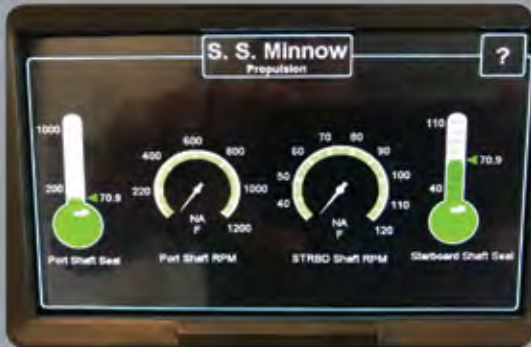 S. S. Minnow
Propulsion
?
1000
200
70.9
Port Shaft Seal
220
400
600
800
1000
1200
NA
F
Port Shaft RPM
40
50
60
70
80
90
100
110
120
NA
F
STRBD Shaft RPM
110
40
70.9
Starboard Shaft Seal